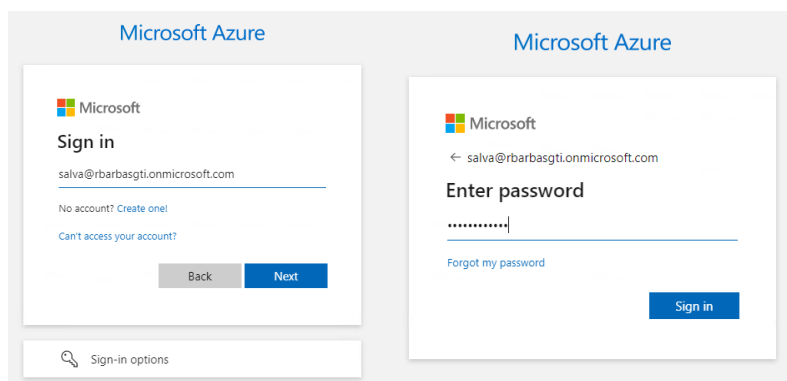 Microsoft Azure
Microsoft
Sign in
salva@rbarbasgti.onmicrosoft.com
No account? Create one!
Can't access your account?
Back Next
Sign-in options
Microsoft Azure
Microsoft
← salva@rbarbasgti.onmicrosoft.com
Enter password
••••••••••••
Forgot my password
Sign in